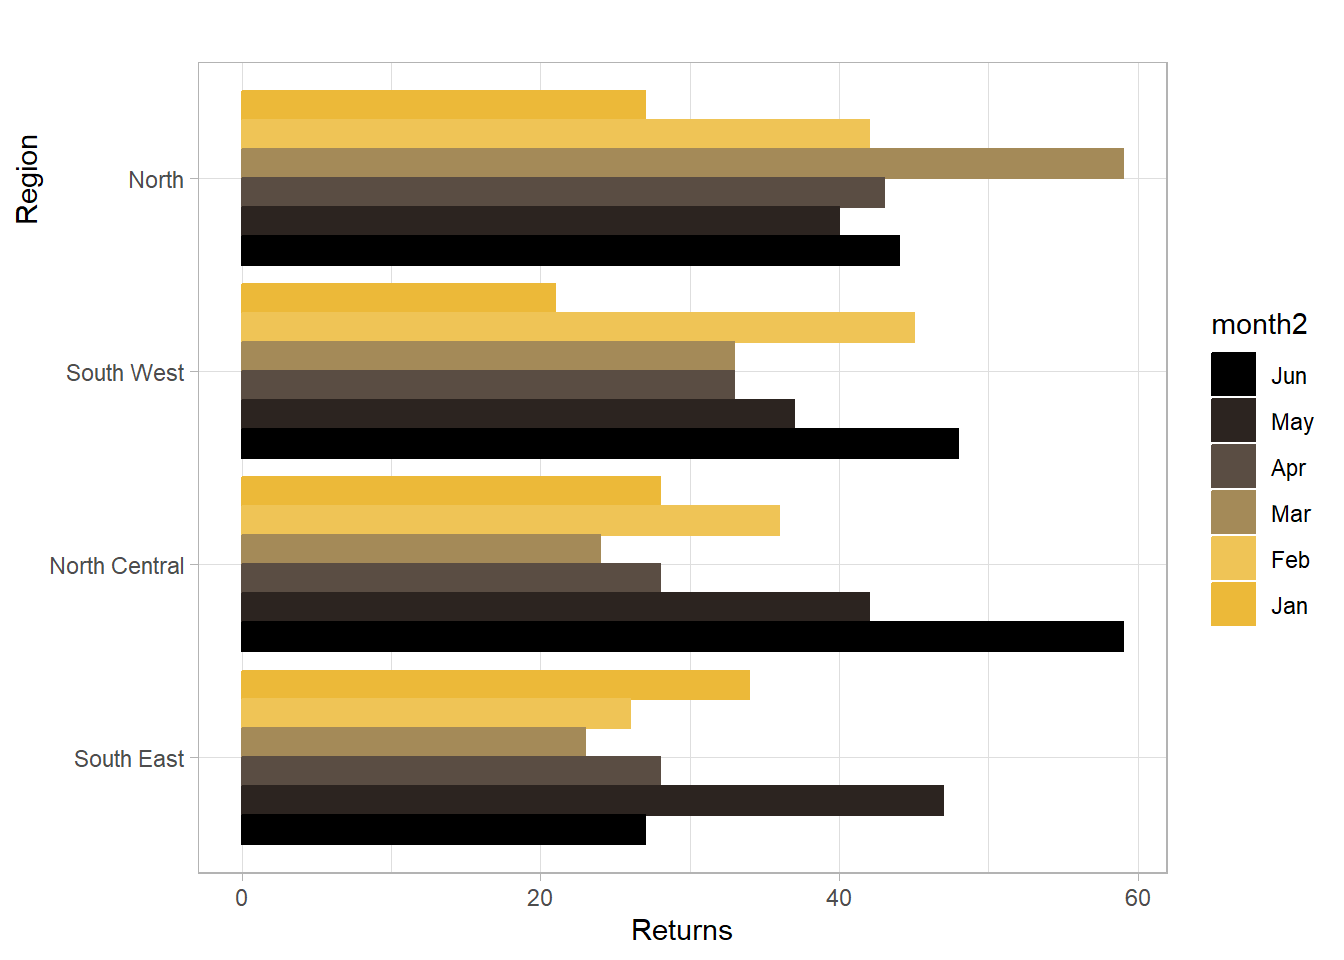 Region
North
South West
North Central
South East
0 20 40 60
Returns
month2
Jun
May
Apr
Mar
Feb
Jan